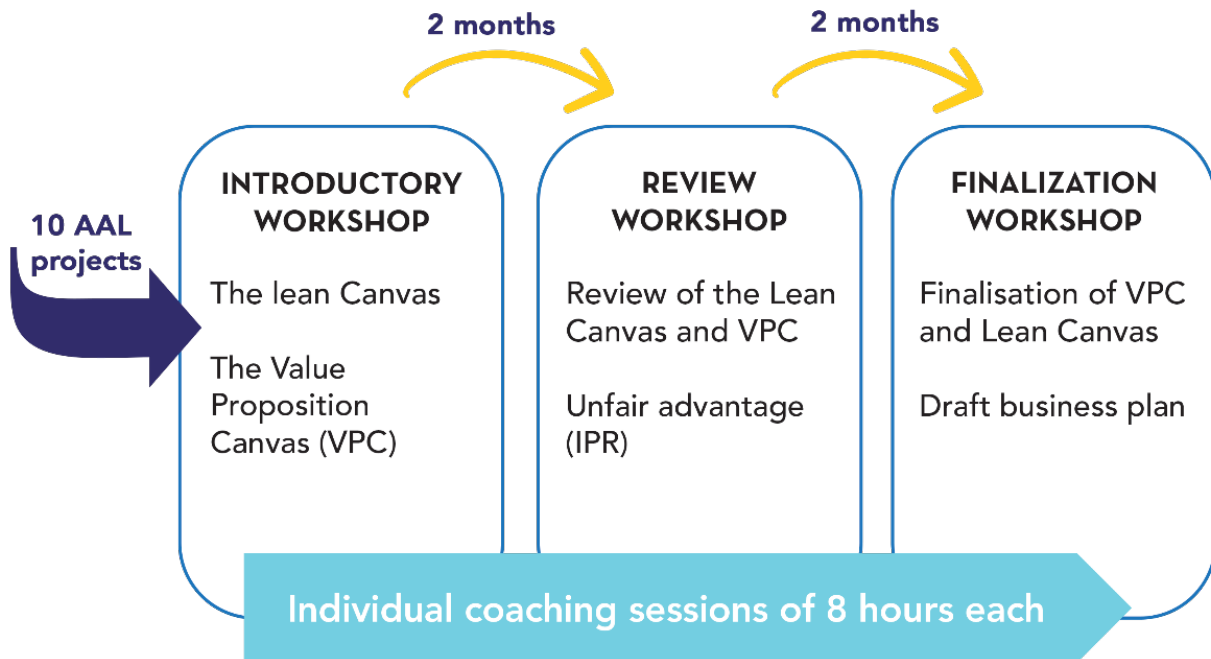 2 months
2 months
10 AAL
projects
INTRODUCTORY
WORKSHOP
The lean Canvas
The Value
Proposition
Canvas (VPC)
REVIEW
WORKSHOP
Review of the Lean
Canvas and VPC
Unfair advantage
(IPR)
FINALIZATION
WORKSHOP
Finalisation of VPC
and Lean Canvas
Draft business plan
Individual coaching sessions of 8 hours each